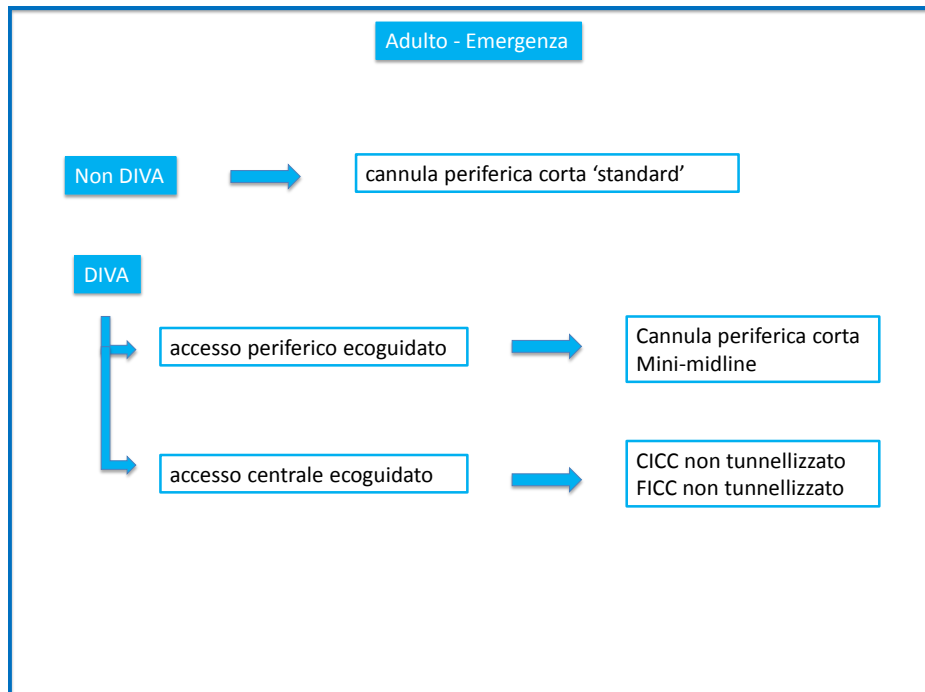 Adulto - Emergenza
Non DIVA
cannula periferica corta ‘standard’
DIVA
accesso periferico ecoguidato
Cannula periferica corta
Mini-midline
accesso centrale ecoguidato
CICC non tunnellizzato
FICC non tunnellizzato